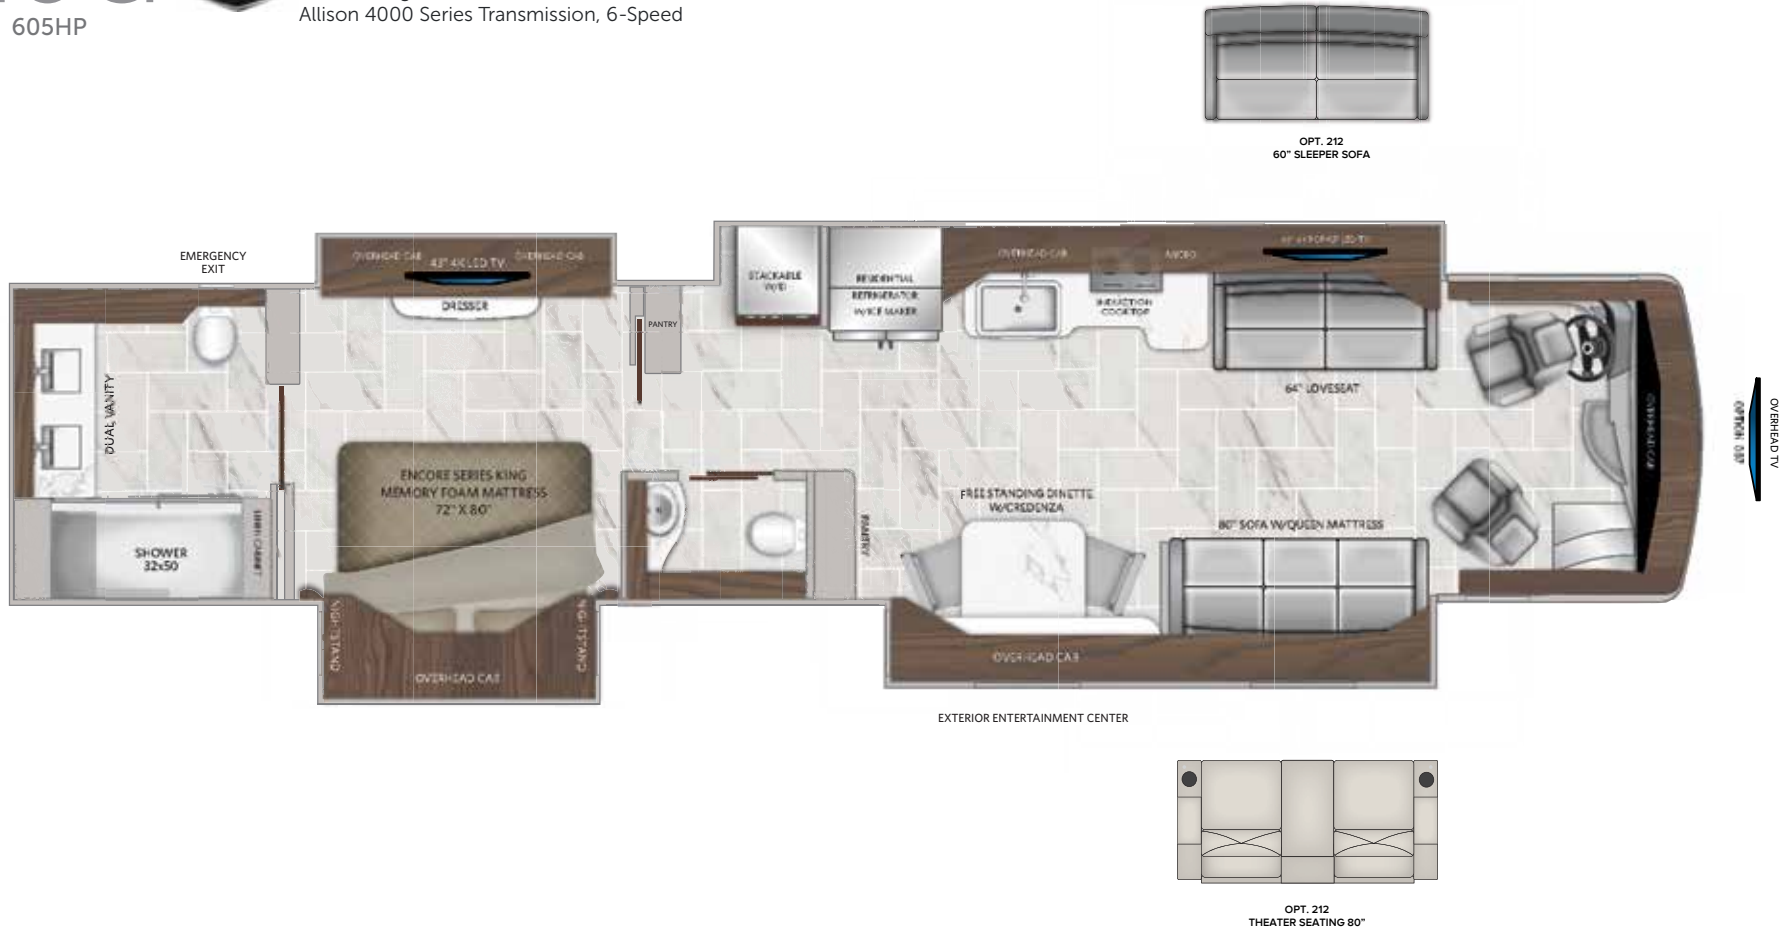 605HP
Allison 4000 Series Transmission, 6-Speed
OPT. 212
60" SLEEPER SOFA
EMERGENCY
EXIT
OVERHEAD CAB
43" 4K LED TV
OVERHEAD CAB
DRESSER
PANTRY
STACKABLE
W/D
RESIDENTIAL
REFRIGERATOR
W/ICE MAKER
OVERHEAD CAB
MICRO
INDUCTION
COOKTOP
LED TV
64" LOVESEAT
OVERHEAD CAB
OVERHEAD TV
OPTION
DUAL VANITY
ENCORE SERIES KING
MEMORY FOAM MATTRESS
72" X 80"
SHOWER
32x50
LINEN CABINET
NIGHTSTAND
NIGHTSTAND
OVERHEAD CAB
PANTRY
FREE STANDING DINETTE
W/CREDENZA
80" SOFA W/QUEEN MATTRESS
OVERHEAD CAB
EXTERIOR ENTERTAINMENT CENTER
OPT. 212
THEATER SEATING 80"